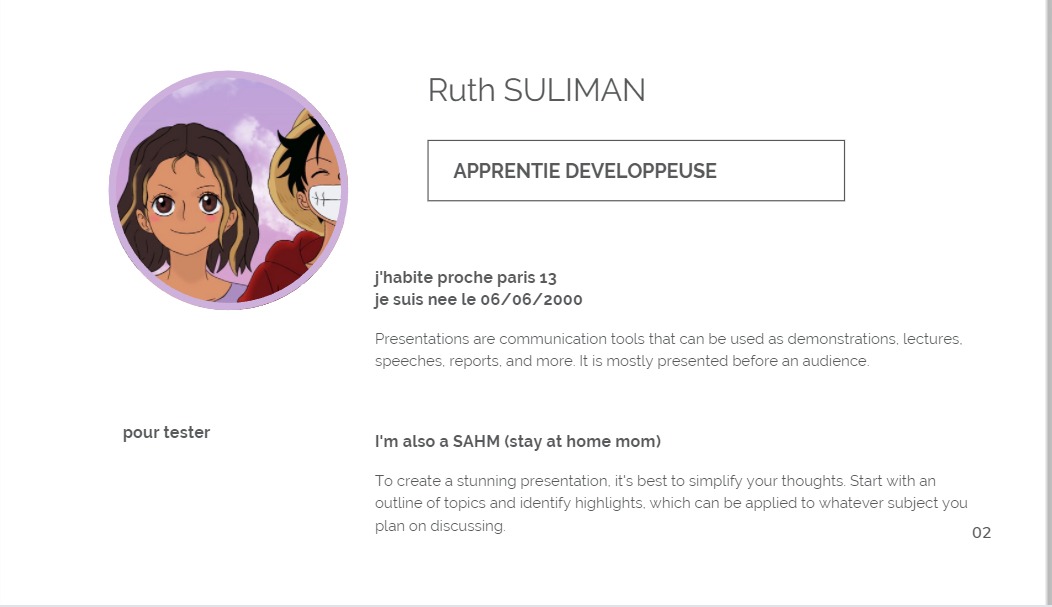 Ruth SULIMAN
APPRENTIE DEVELOPPEUSE
j'habite proche paris 13
je suis nee le 06/06/2000
Presentations are communication tools that can be used as demonstrations, lectures,
speeches, reports, and more. It is mostly presented before an audience.
pour tester
I'm also a SAHM (stay at home mom)
To create a stunning presentation, it's best to simplify your thoughts. Start with an
outline of topics and identify highlights, which can be applied to whatever subject you
plan on discussing.
02